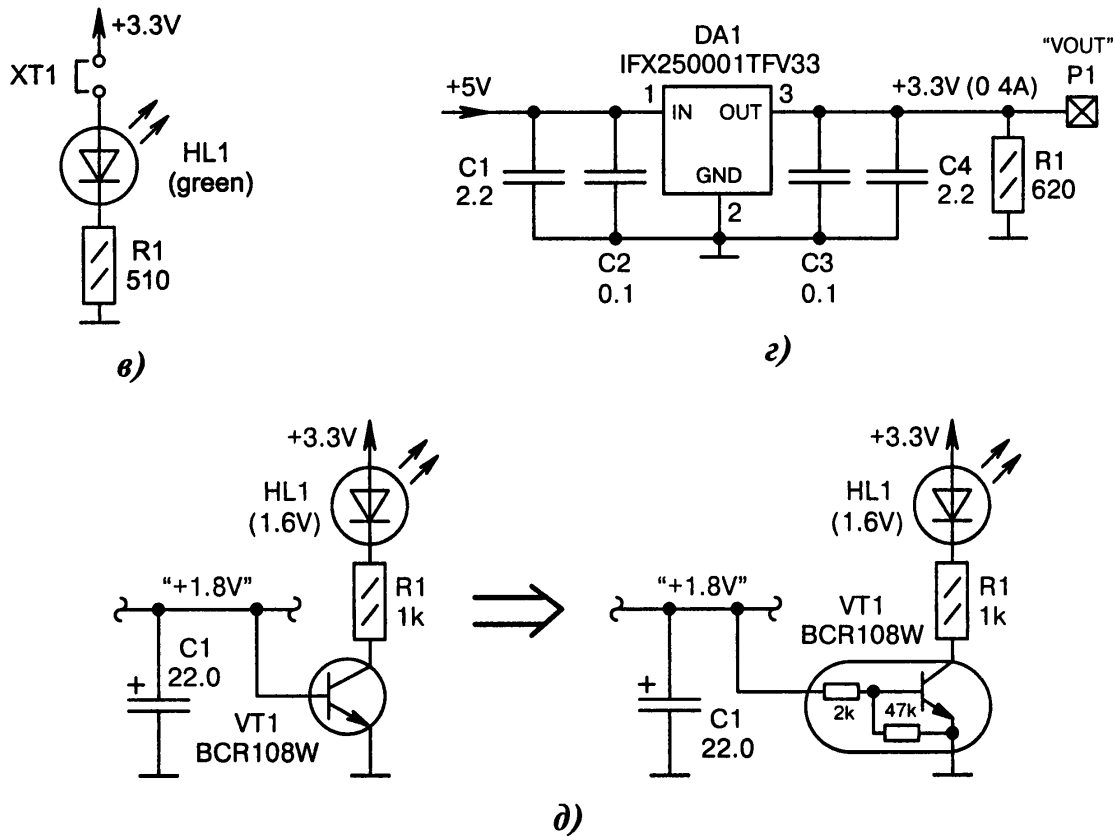 +3.3V
XT1
HL1
(green)
R1
510
в)
DA1
IFX250001TFV33
+5V
1
IN
OUT
3
GND
2
C1
2.2
C2
0.1
C3
0.1
C4
2.2
+3.3V (0 4A)
R1
620
"VOUT"
P1
г)
+3.3V
HL1
(1.6V)
R1
1k
"+1.8V"
C1
22.0
+
VT1
BCR108W
+3.3V
HL1
(1.6V)
R1
1k
"+1.8V"
VT1
BCR108W
2k
47k
+
C1
22.0
д)